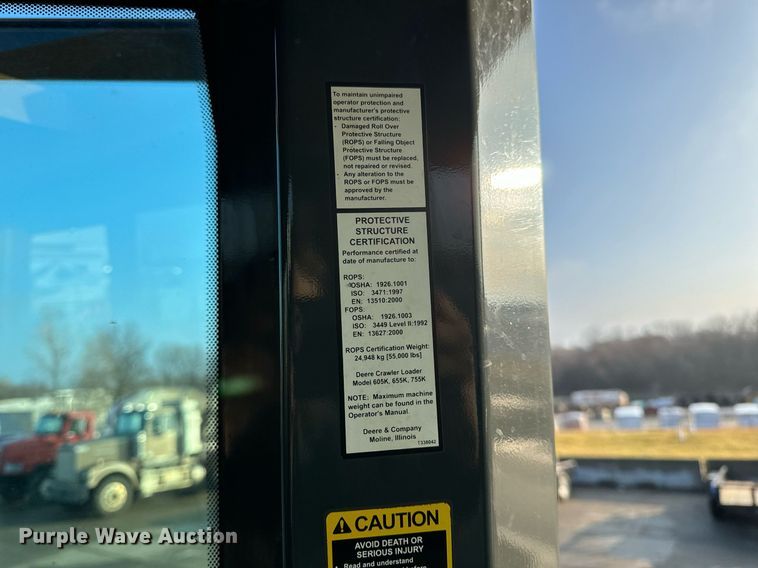 To maintain unimpaired
operator protection and
manufacturer's protective
structure certification:
- Damaged Roll Over
Protective Structure
(ROPS) or Falling Object
Protective Structure
(FOPS) must be replaced,
not repaired or revised.
- Any alteration to the
ROPS or FOPS must be
approved by the
manufacturer.
PROTECTIVE
STRUCTURE
CERTIFICATION
Performance certified at
date of manufacture to:
ROPS:
OSHA: 1926.1001
ISO: 3471:1997
EN: 13510:2000
FOPS:
OSHA: 1926.1003
ISO: 3449 Level II:1992
EN: 13627:2000
ROPS Certification Weight:
24,948 kg [55,000 lbs]
Deere Crawler Loader
Model 605K, 655K, 755K
NOTE: Maximum machine
weight can be found in the
Operator's Manual.
Deere & Company
Moline, Illinois
T338042
CAUTION
AVOID DEATH OR
SERIOUS INJURY
Read and understand
Purple Wave Auction